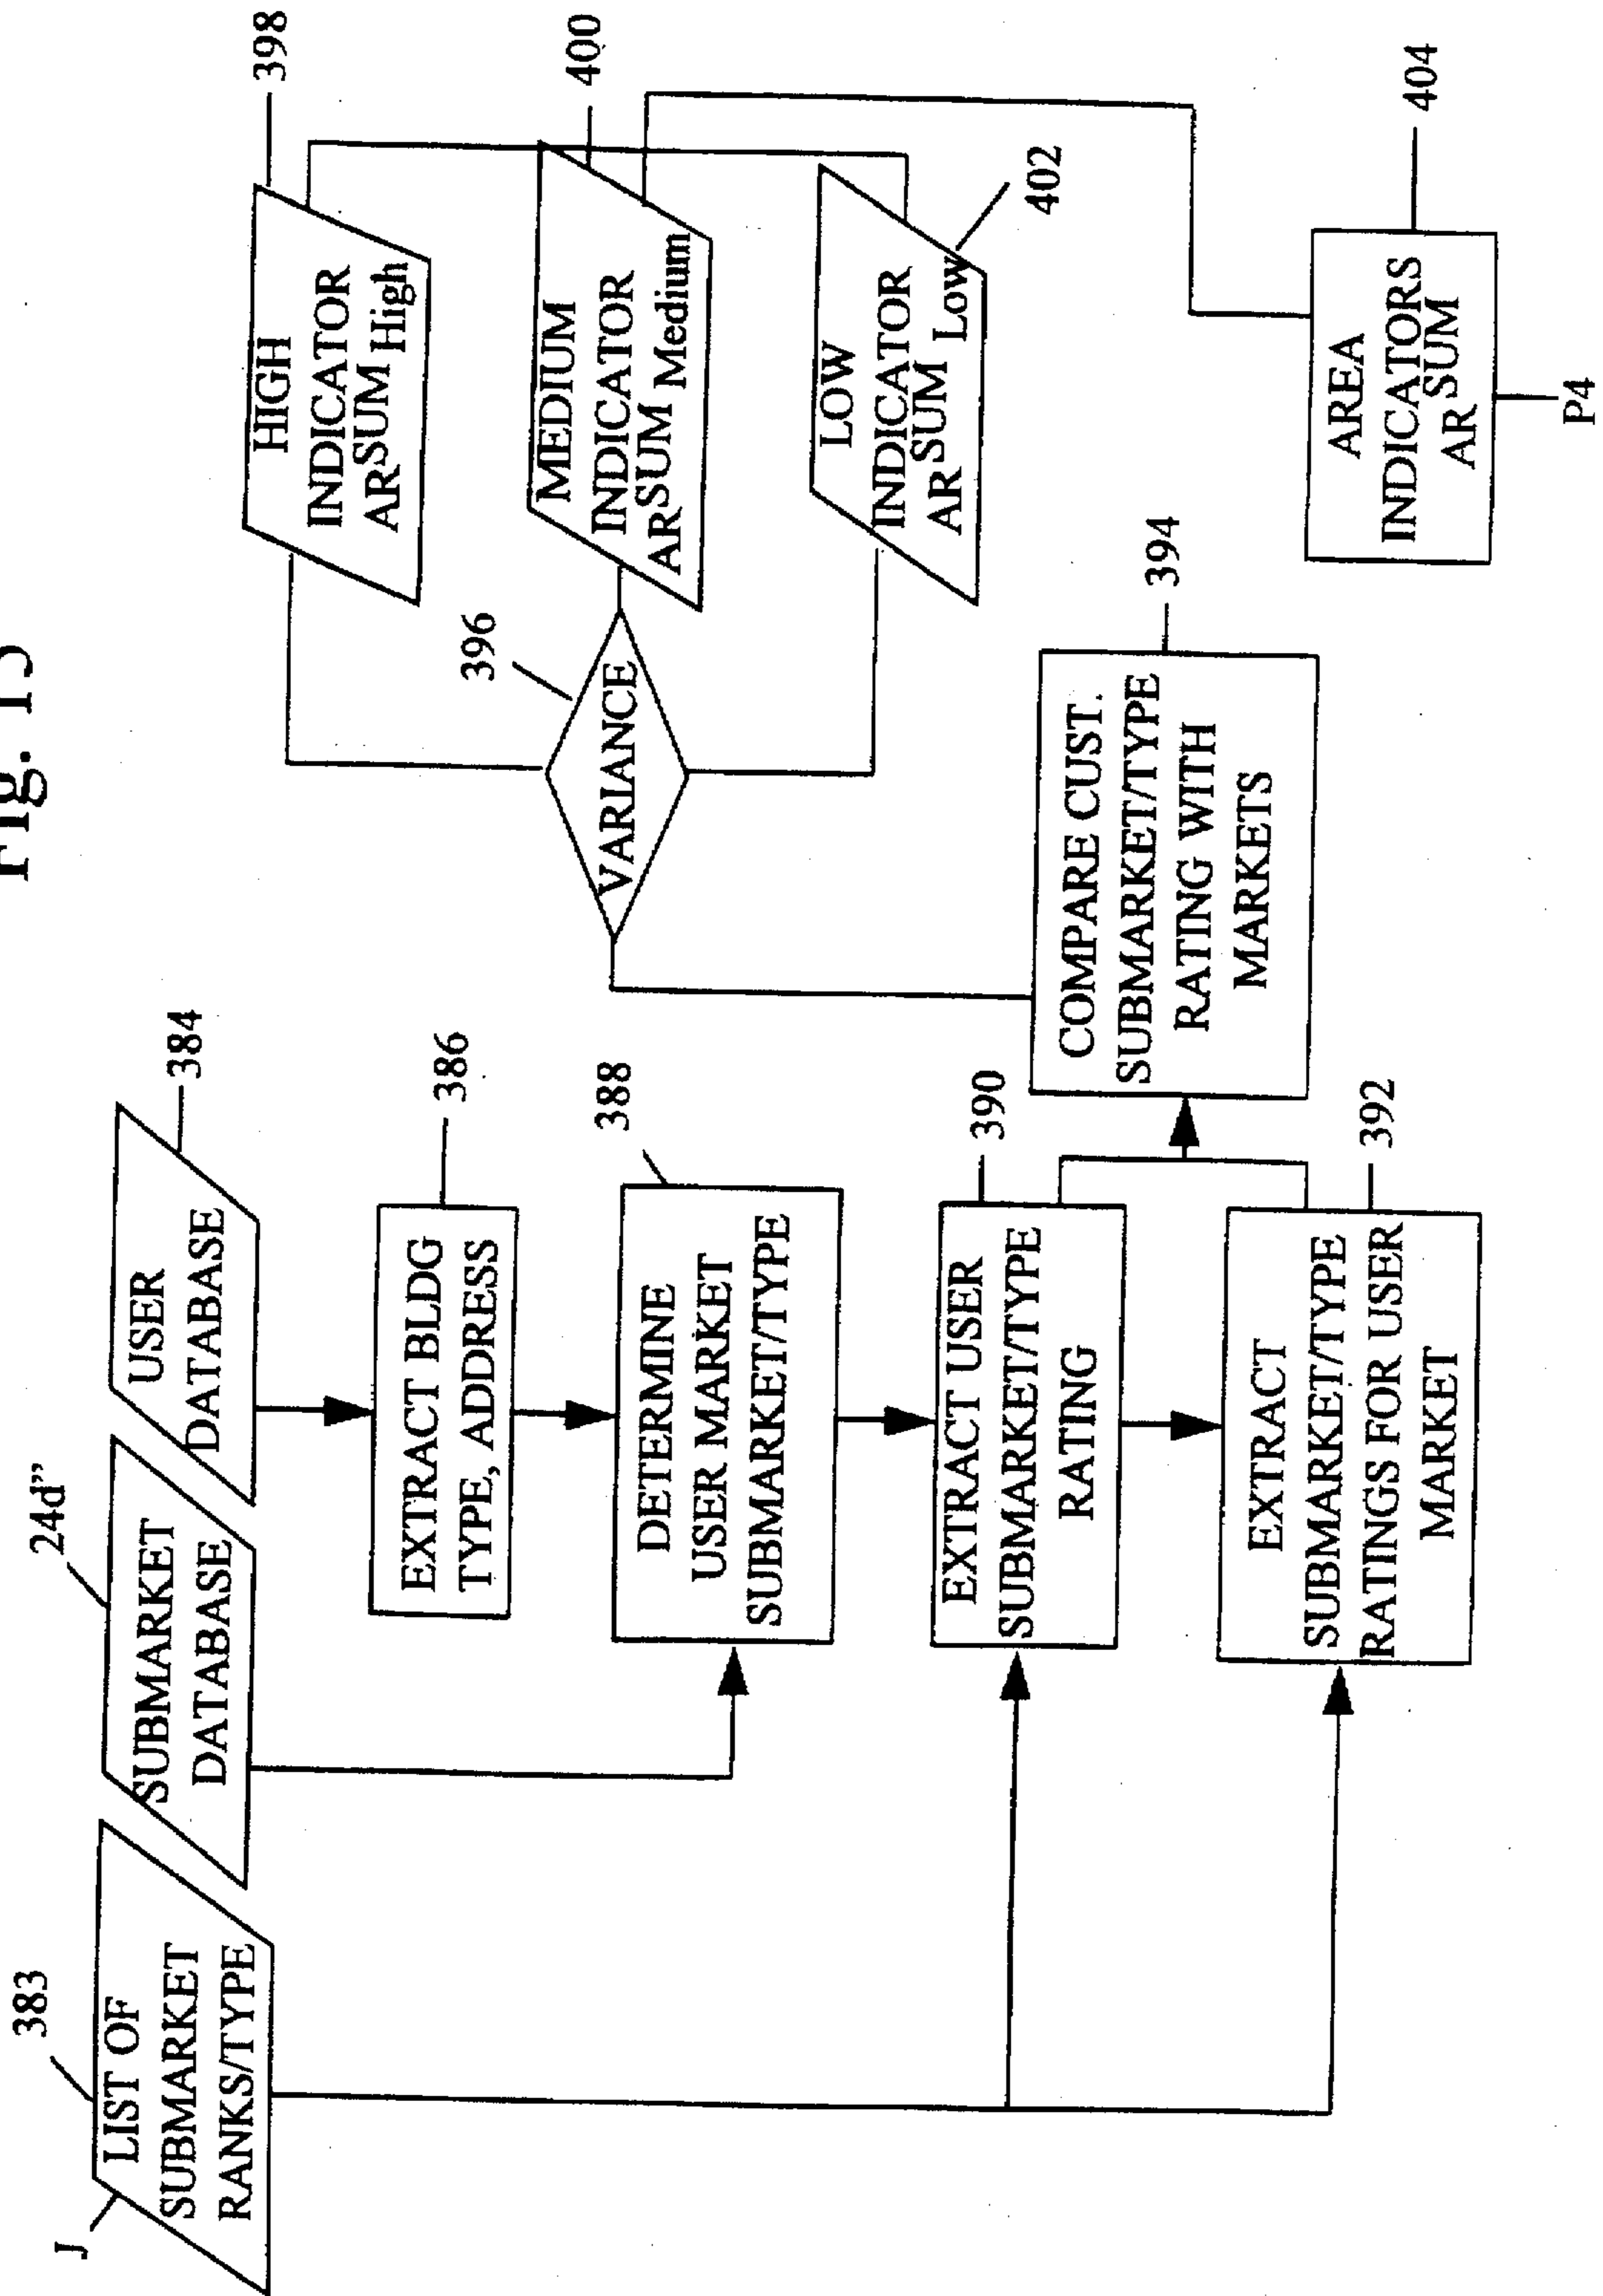 Fig. 15
383
J
LIST OF
SUBMARKET
RANKS/TYPE
24d”
SUBMARKET
DATABASE
USER
DATABASE
384
EXTRACT BLDG
TYPE, ADDRESS
386
DETERMINE
USER MARKET
SUBMARKET/TYPE
388
EXTRACT USER
SUBMARKET/TYPE
RATING
390
EXTRACT
SUBMARKET/TYPE
RATINGS FOR USER
MARKET
392
COMPARE CUST.
SUBMARKET/TYPE
RATING WITH
MARKETS
394
VARIANCE
396
HIGH
INDICATOR
AR SUM High
398
MEDIUM
INDICATOR
AR SUM Medium
400
LOW
INDICATOR
AR SUM Low
402
AREA
INDICATORS
AR SUM
404
P4